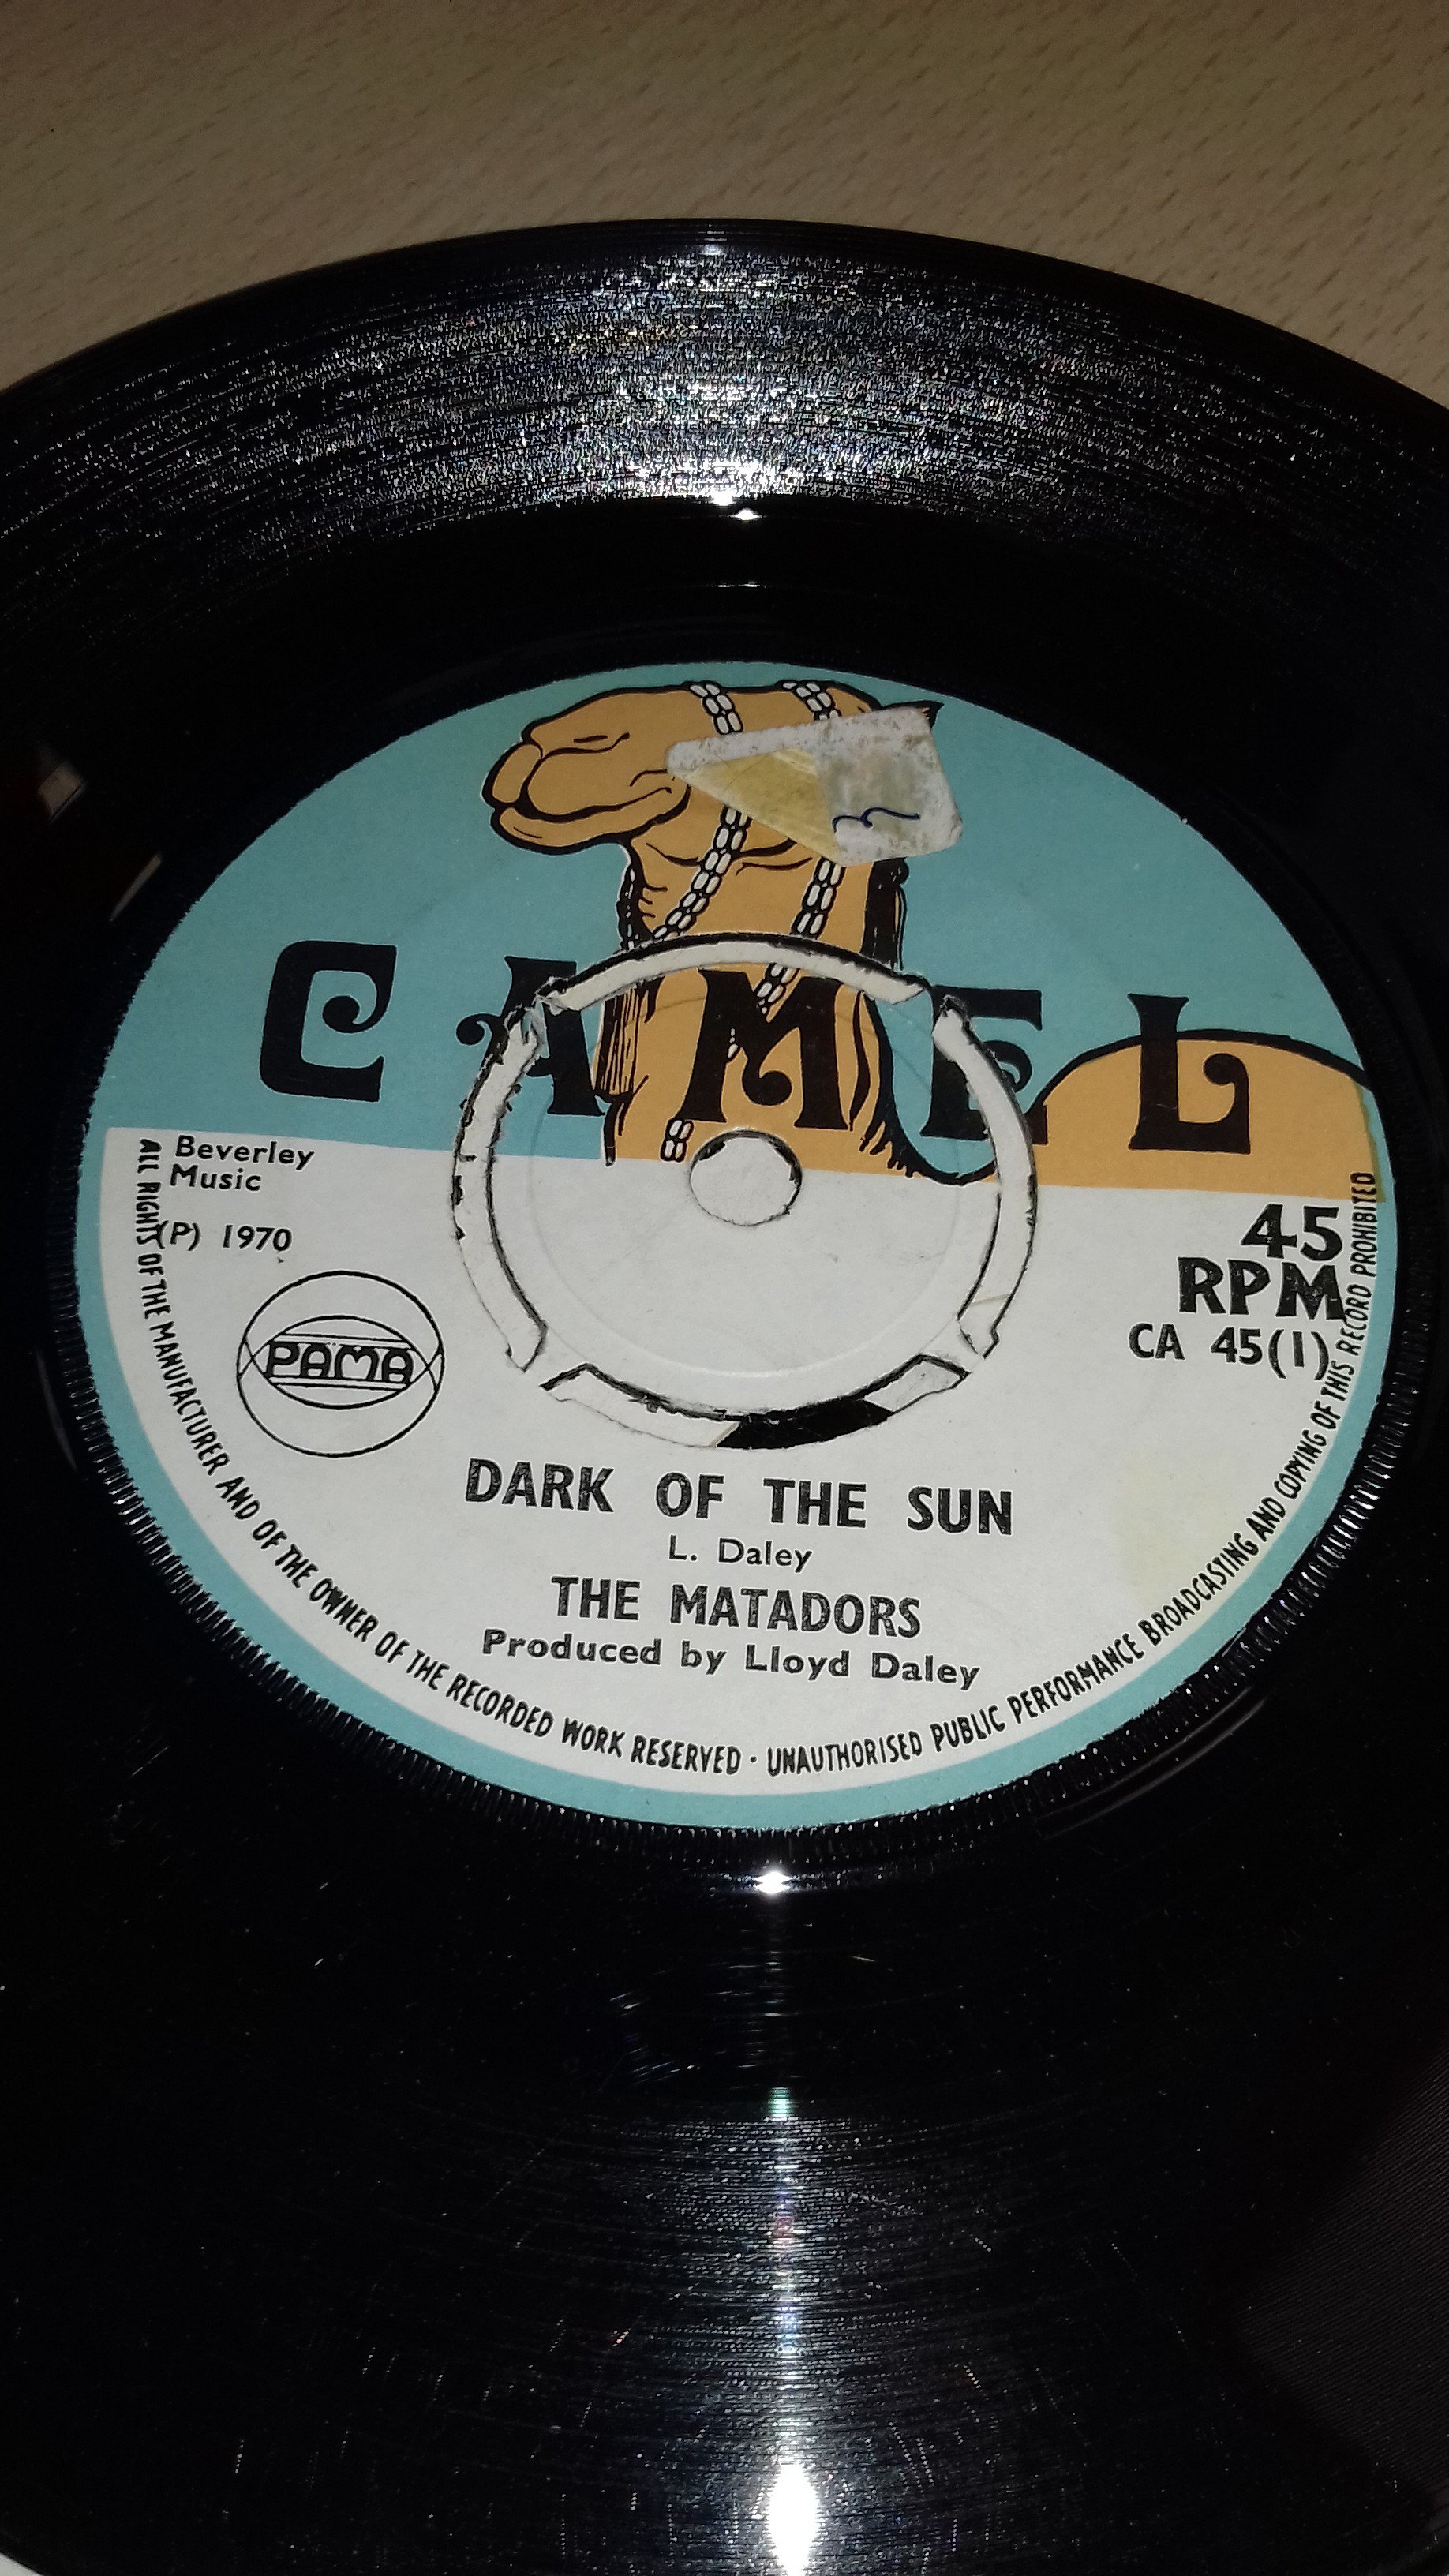 CAMEL
Beverley
Music
(P) 1970
PAMA
45
RPM
CA 45(1)
DARK OF THE SUN
L. Daley
THE MATADORS
Produced by Lloyd Daley
ALL RIGHTS OF THE MANUFACTURER AND OF THE OWNER OF THE RECORDED WORK RESERVED · UNAUTHORISED PUBLIC PERFORMANCE BROADCASTING AND COPYING OF THIS RECORD PROHIBITED